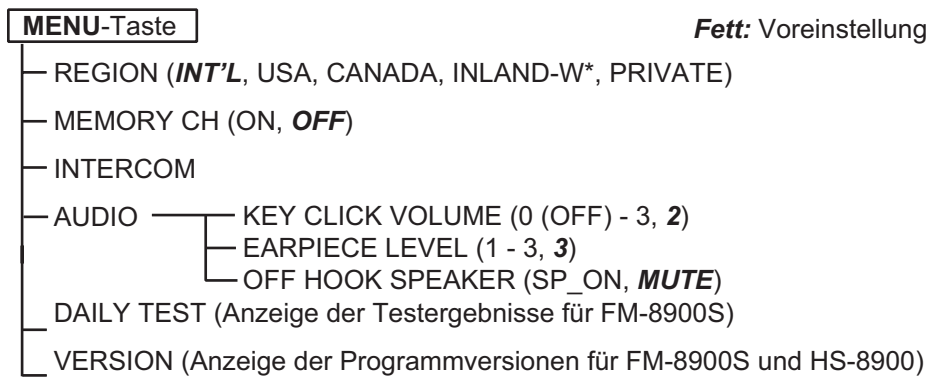 MENU-Taste
Fett: Voreinstellung
REGION (INT'L, USA, CANADA, INLAND-W*, PRIVATE)
MEMORY CH (ON, OFF)
INTERCOM
AUDIO
KEY CLICK VOLUME (0 (OFF) - 3, 2)
EARPIECE LEVEL (1 - 3, 3)
OFF HOOK SPEAKER (SP_ON, MUTE)
DAILY TEST (Anzeige der Testergebnisse für FM-8900S)
VERSION (Anzeige der Programmversionen für FM-8900S und HS-8900)